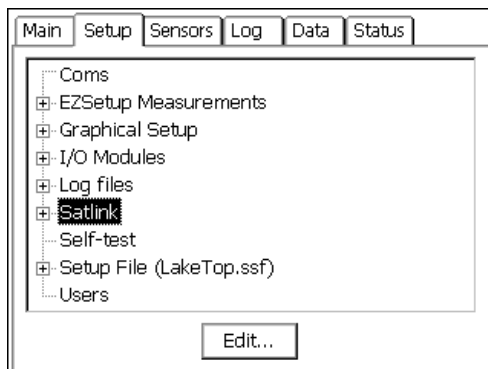 Main Setup Sensors Log Data Status
Coms
EZSetup Measurements
Graphical Setup
I/O Modules
Log files
Satlink
Self-test
Setup File (LakeTop.ssf)
Users
Edit...